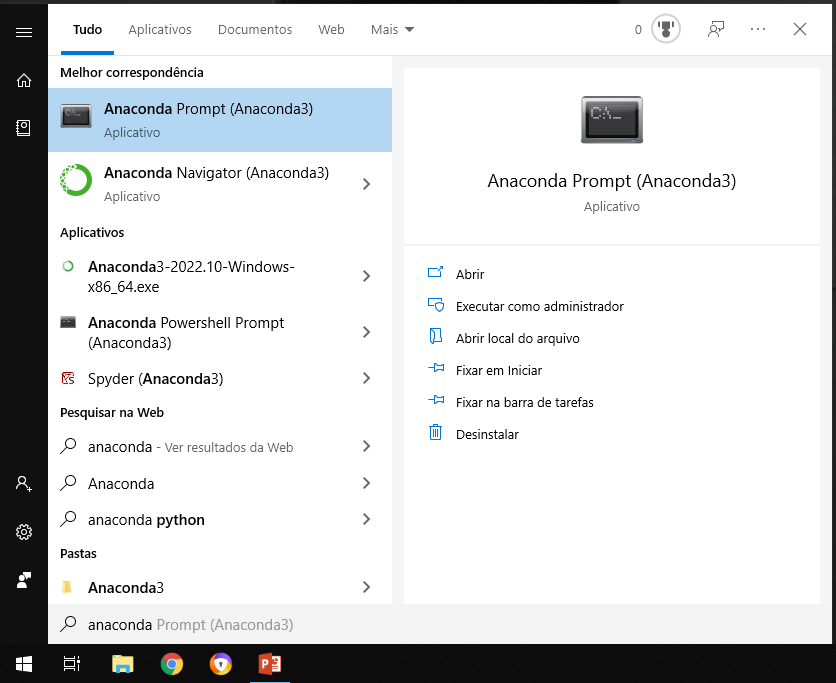 Tudo Aplicativos Documentos Web Mais 0
Melhor correspondência
Anaconda Prompt (Anaconda3)
Aplicativo
Anaconda Navigator (Anaconda3)
Aplicativo
Aplicativos
Anaconda3-2022.10-Windows-
x86_64.exe
Anaconda Powershell Prompt
(Anaconda3)
Spyder (Anaconda3)
Pesquisar na Web
anaconda - Ver resultados da Web
Anaconda
anaconda python
Pastas
Anaconda3
anaconda Prompt (Anaconda3)
C:\_
Anaconda Prompt (Anaconda3)
Aplicativo
Abrir
Executar como administrador
Abrir local do arquivo
Fixar em Iniciar
Fixar na barra de tarefas
Desinstalar